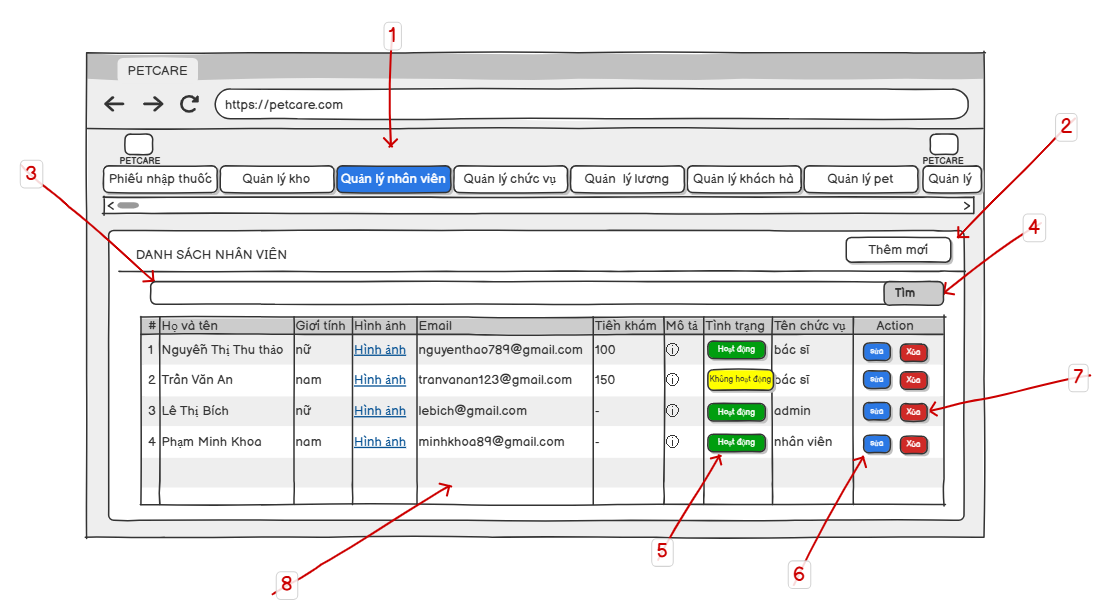 1
PETCARE
https://petcare.com
2
3
PETCARE
PETCARE
Phiếu nhập thuốc Quản lý kho Quản lý nhân viên Quản lý chức vụ Quản lý lương Quản lý khách hà Quản lý pet Quản lý
4
DANH SÁCH NHÂN VIÊN
Thêm mới
Tìm
# Họ và tên Giới tính Hình ảnh Email Tiền khám Mô tả Tình trạng Tên chức vụ Action
1 Nguyễn Thị Thu thảo nữ Hình ảnh nguyenthao789@gmail.com 100 Hoạt động bác sĩ sửa Xóa
2 Trần Văn An nam Hình ảnh tranvanan123@gmail.com 150 Không hoạt động bác sĩ sửa Xóa
7
3 Lê Thị Bích nữ Hình ảnh lebich@gmail.com - Hoạt động admin sửa Xóa
4 Phạm Minh Khoa nam Hình ảnh minhkhoa89@gmail.com - Hoạt động nhân viên sửa Xóa
5
6
8